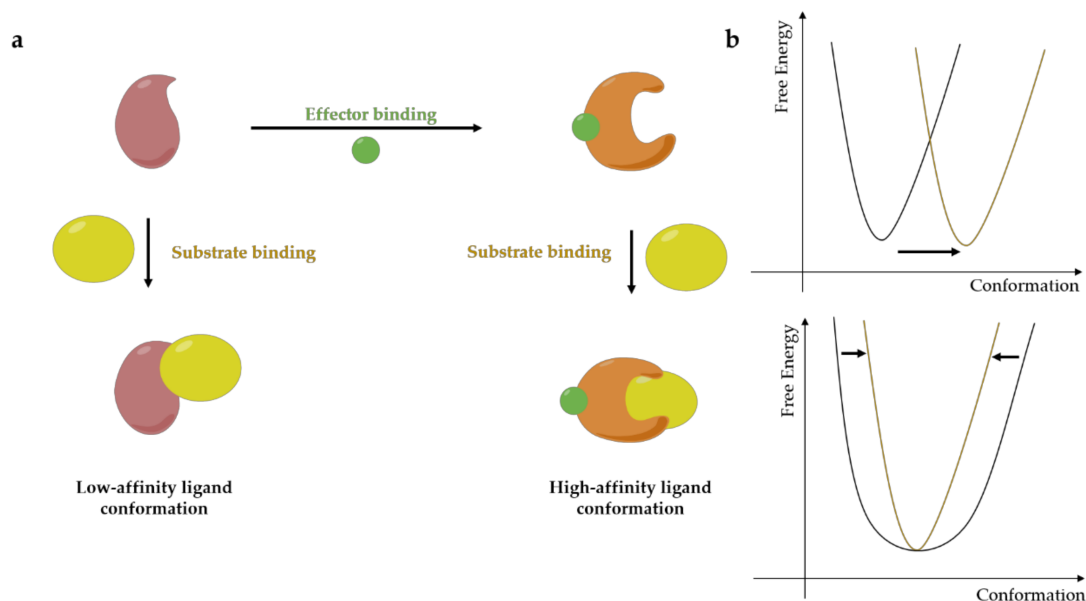 a
Effector binding
Substrate binding
Substrate binding
Low-affinity ligand
conformation
High-affinity ligand
conformation
b
Free Energy
Conformation
Free Energy
Conformation